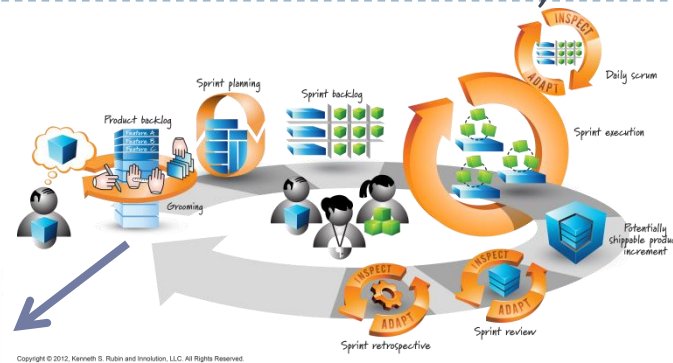 INSPECT
ADAPT
Daily scrum
Sprint planning
Sprint backlog
Product backlog
Feature A
Feature B
Feature C
Sprint execution
Grooming
Potentially
shippable produc
increment
INSPECT
ADAPT
Sprint review
INSPECT
ADAPT
Sprint retrospective
Copyright © 2012, Kenneth S. Rubin and Innolution, LLC. All Rights Reserved.